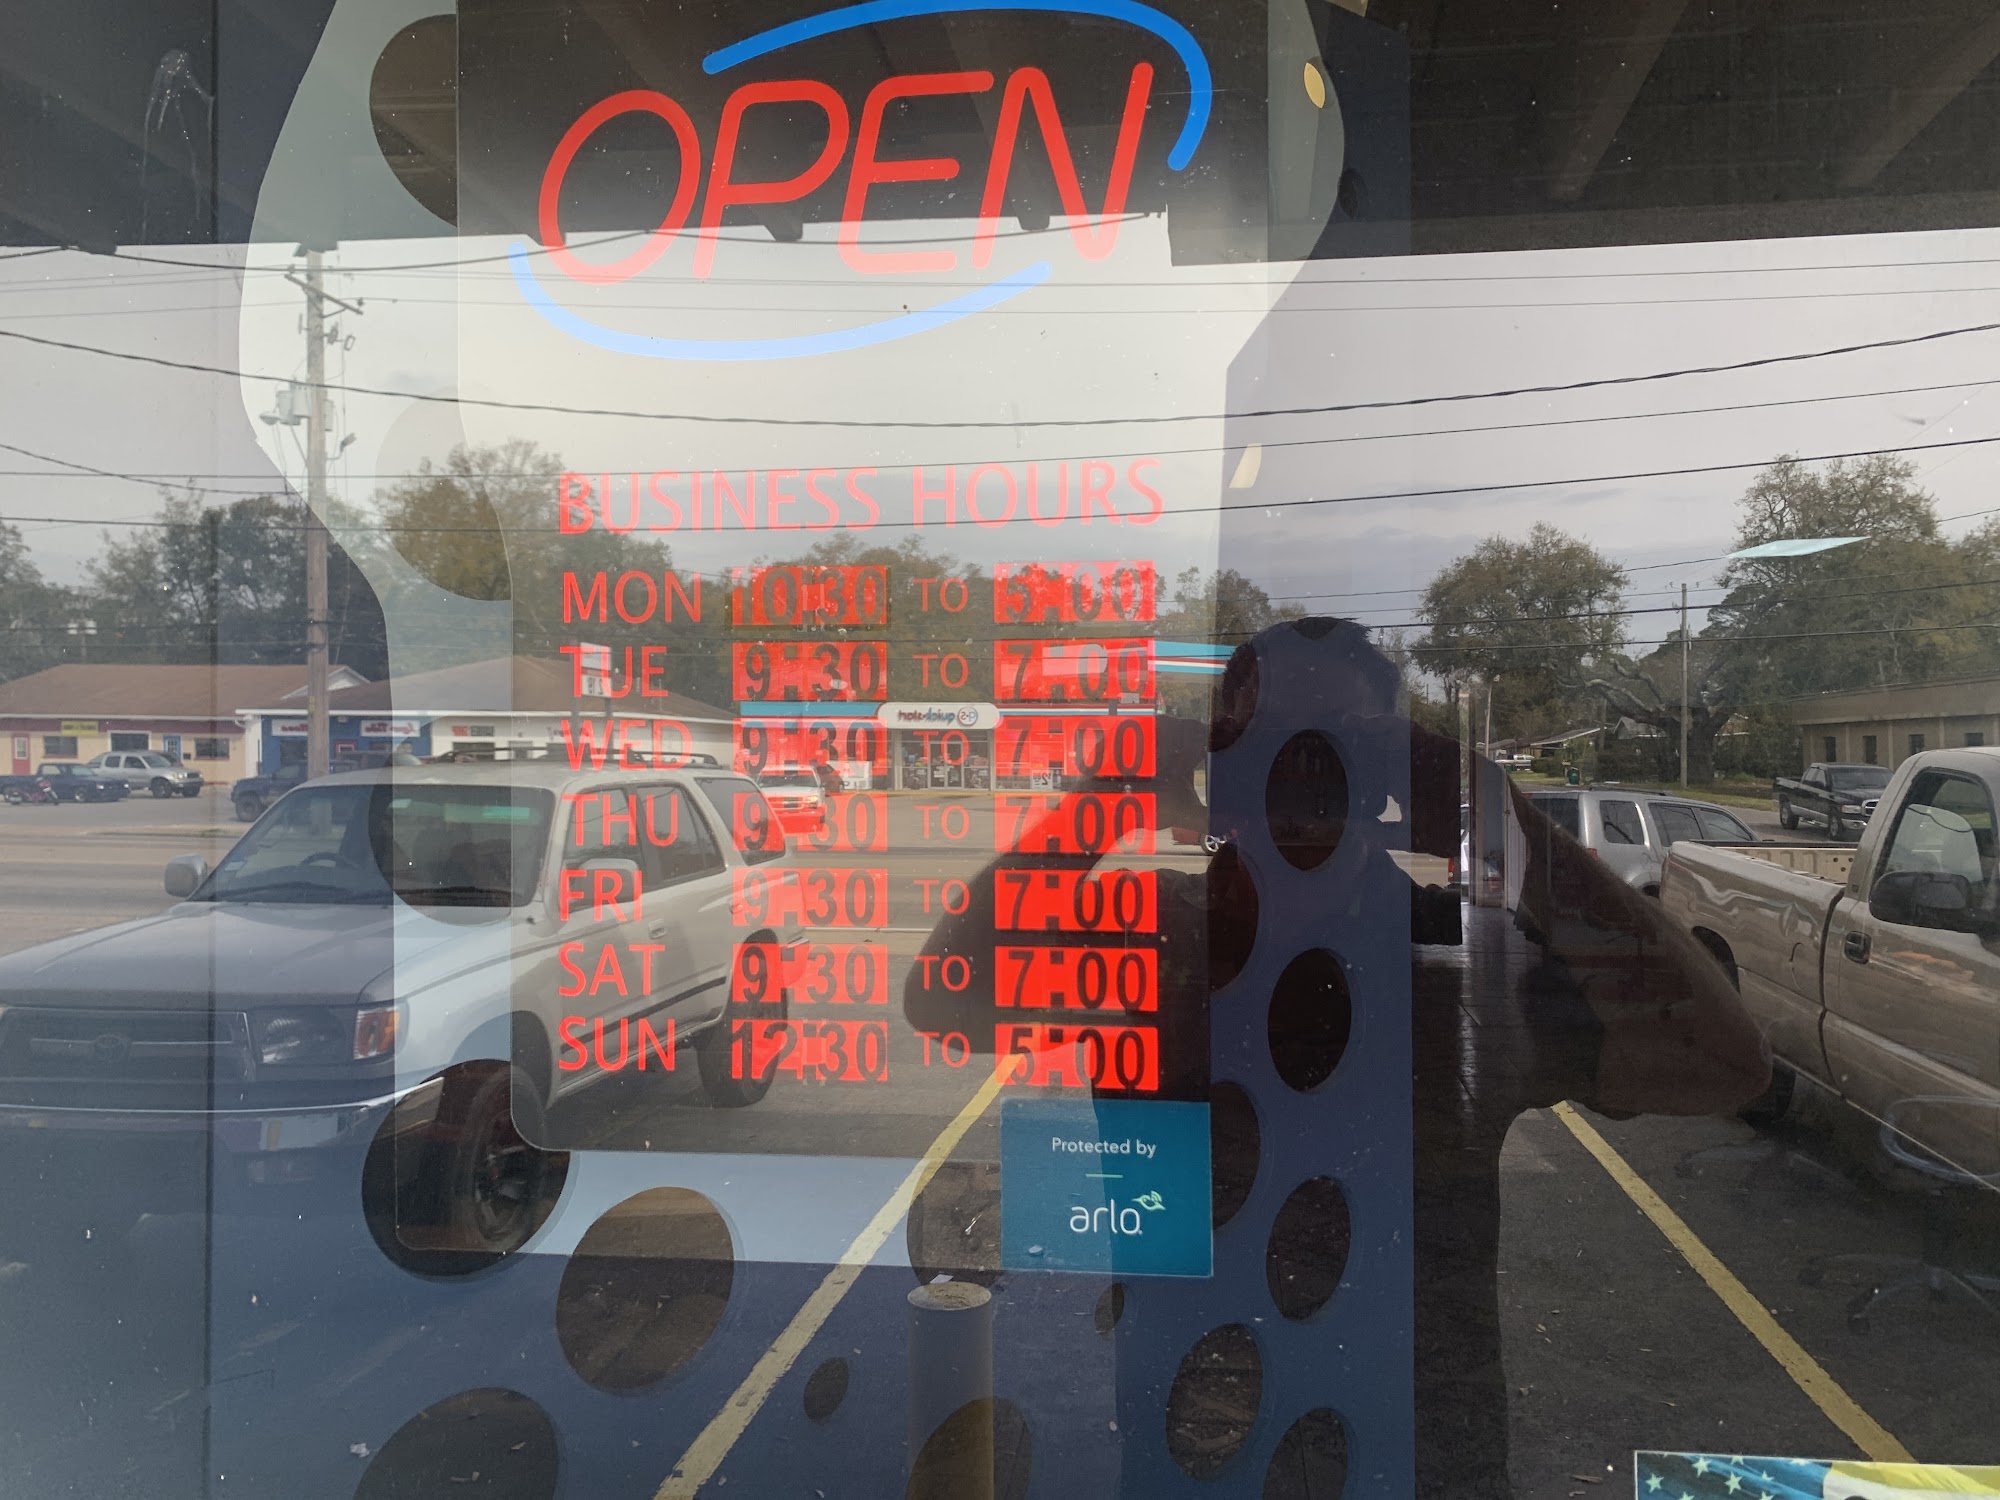 OPEN
BUSINESS HOURS
MON 10:30 TO 5:00
TUE 9:30 TO 7:00
WED 9:30 TO 7:00
THU 9:30 TO 7:00
FRI 9:30 TO 7:00
SAT 9:30 TO 7:00
SUN 12:30 TO 5:00
Protected by
arlo